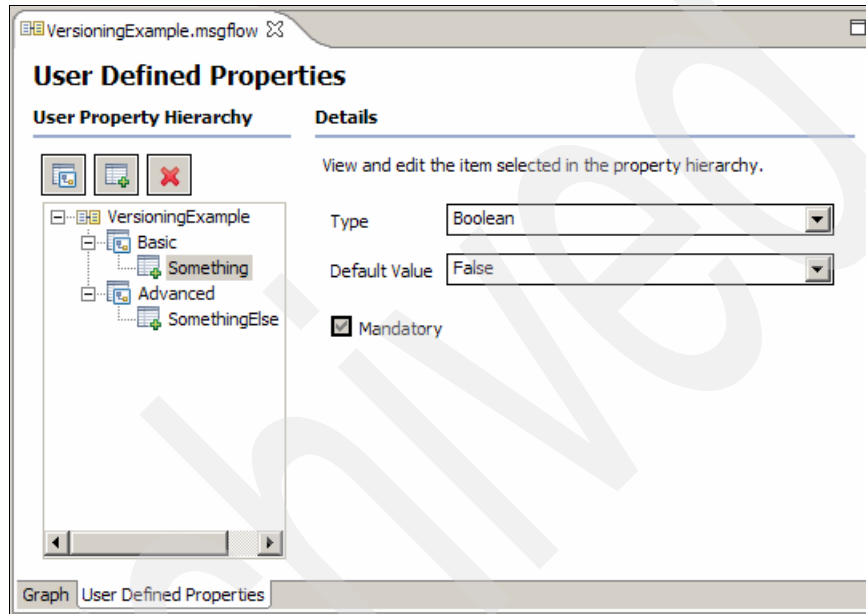 VersioningExample.msgflow
User Defined Properties
User Property Hierarchy
Details
View and edit the item selected in the property hierarchy.
VersioningExample
Basic
Something
Advanced
SomethingElse
Type
Boolean
Default Value
False
Mandatory
Graph
User Defined Properties